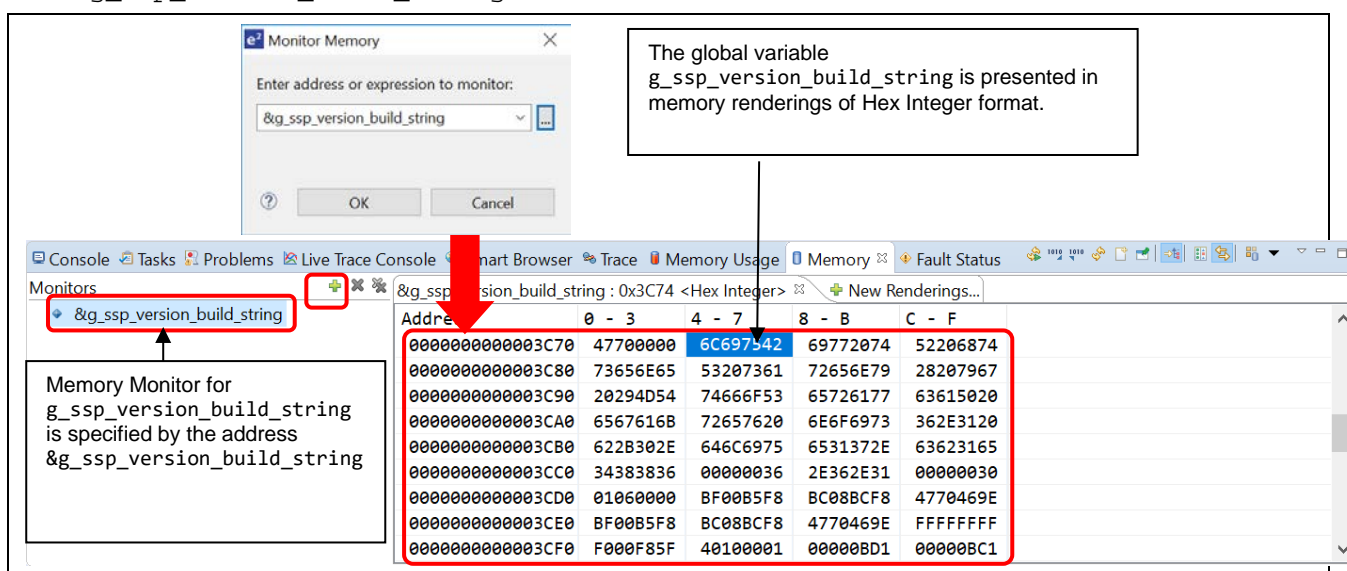 Monitor Memory
Enter address or expression to monitor:
&g_ssp_version_build_string
...
OK
Cancel
The global variable
g_ssp_version_build_string is presented in
memory renderings of Hex Integer format.
Console Tasks Problems Live Trace Console Smart Browser Trace Memory Usage Memory Fault Status
Monitors
&g_ssp_version_build_string : 0x3C74 <Hex Integer> New Renderings...
&g_ssp_version_build_string
Memory Monitor for
g_ssp_version_build_string
is specified by the address
&g_ssp_version_build_string
0 - 3 4 - 7 8 - B C - F
0000000000003C70 47700000 6C697542 69772074 52206874
0000000000003C80 73656E65 53207361 72656E79 28207967
0000000000003C90 20294D54 74666F53 65726177 63615020
0000000000003CA0 6567616B 72657620 6E6F6973 362E3120
0000000000003CB0 622B302E 646C6975 6531372E 63623165
0000000000003CC0 34383836 00000036 2E362E31 00000030
0000000000003CD0 01060000 BF00B5F8 BC08BCF8 4770469E
0000000000003CE0 BF00B5F8 BC08BCF8 4770469E FFFFFFFF
0000000000003CF0 F000F85F 40100001 00000BD1 00000BC1